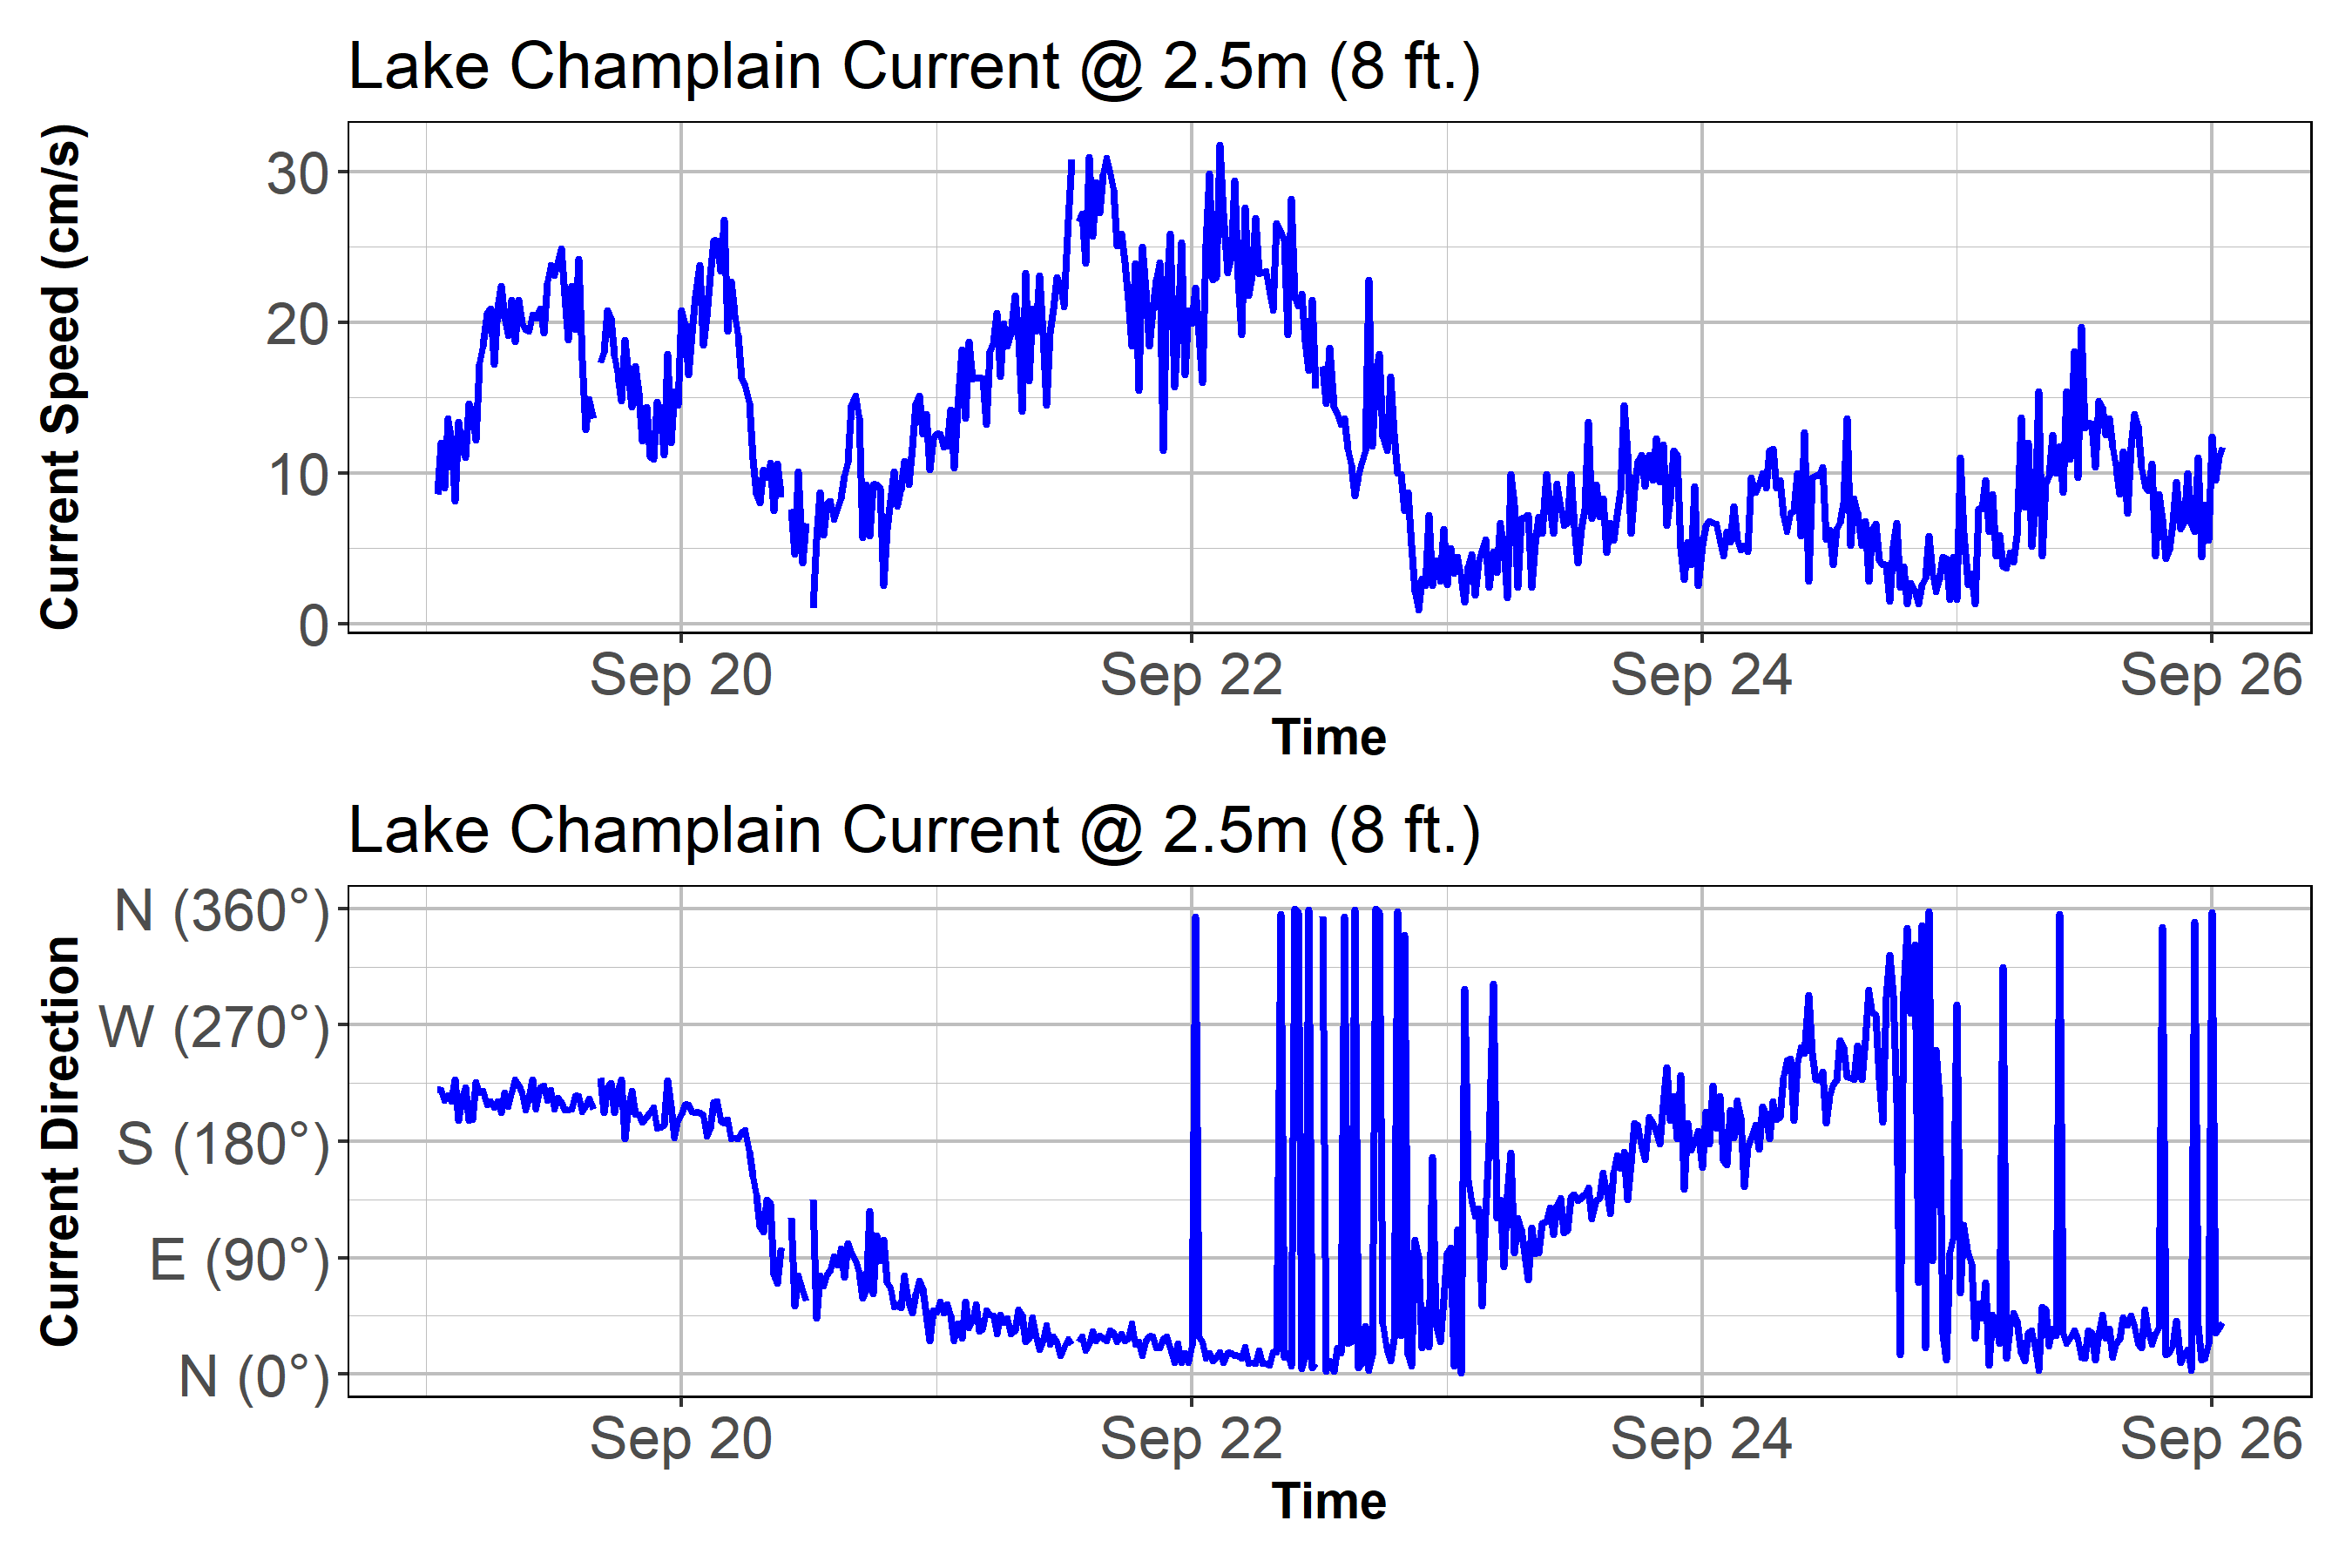 Lake Champlain Current @ 2.5m (8 ft.)
Current Speed (cm/s)
30
20
10
0
Sep 20 Sep 22 Sep 24 Sep 26
Time
Lake Champlain Current @ 2.5m (8 ft.)
Current Direction
N (360°)
W (270°)
S (180°)
E (90°)
N (0°)
Sep 20 Sep 22 Sep 24 Sep 26
Time